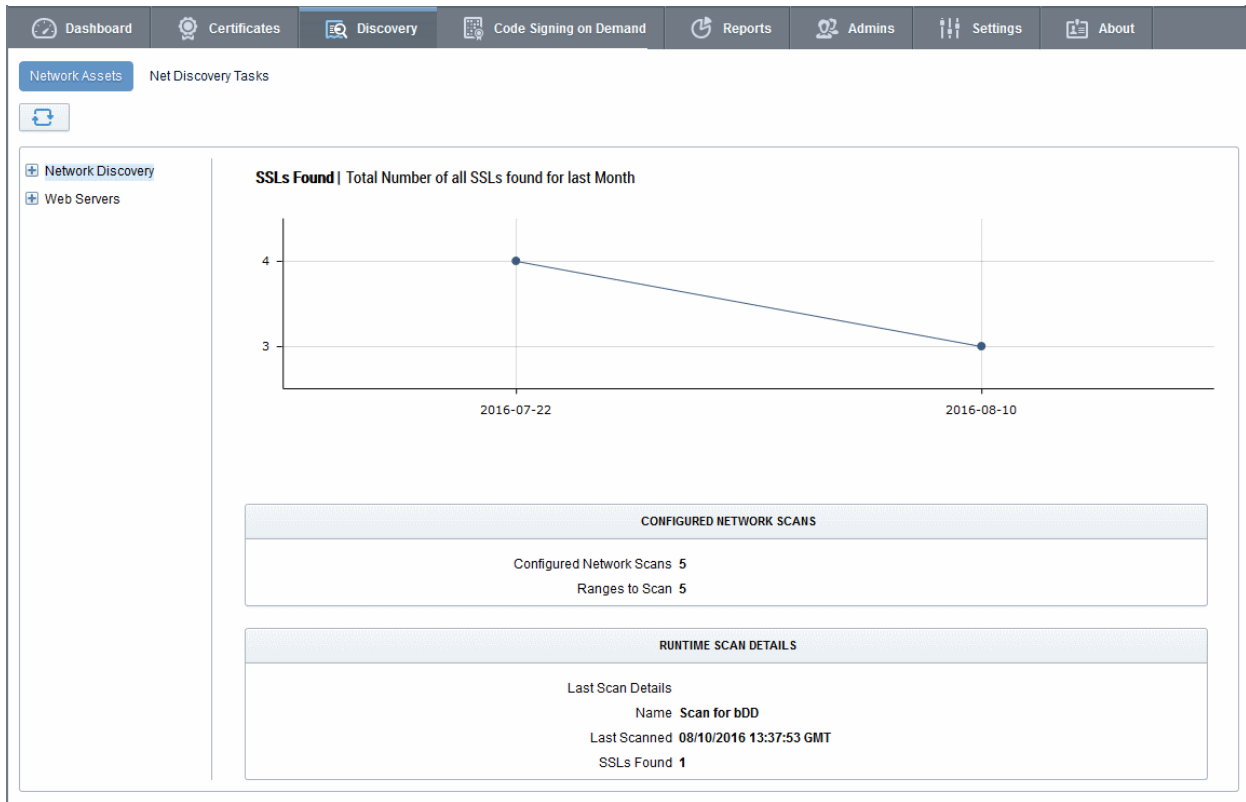 Dashboard Certificates Discovery Code Signing on Demand Reports Admins Settings About
Network Assets Net Discovery Tasks
Network Discovery
Web Servers
SSLs Found | Total Number of all SSLs found for last Month
4
3
2016-07-22 2016-08-10
CONFIGURED NETWORK SCANS
Configured Network Scans 5
Ranges to Scan 5
RUNTIME SCAN DETAILS
Last Scan Details
Name Scan for bDD
Last Scanned 08/10/2016 13:37:53 GMT
SSLs Found 1